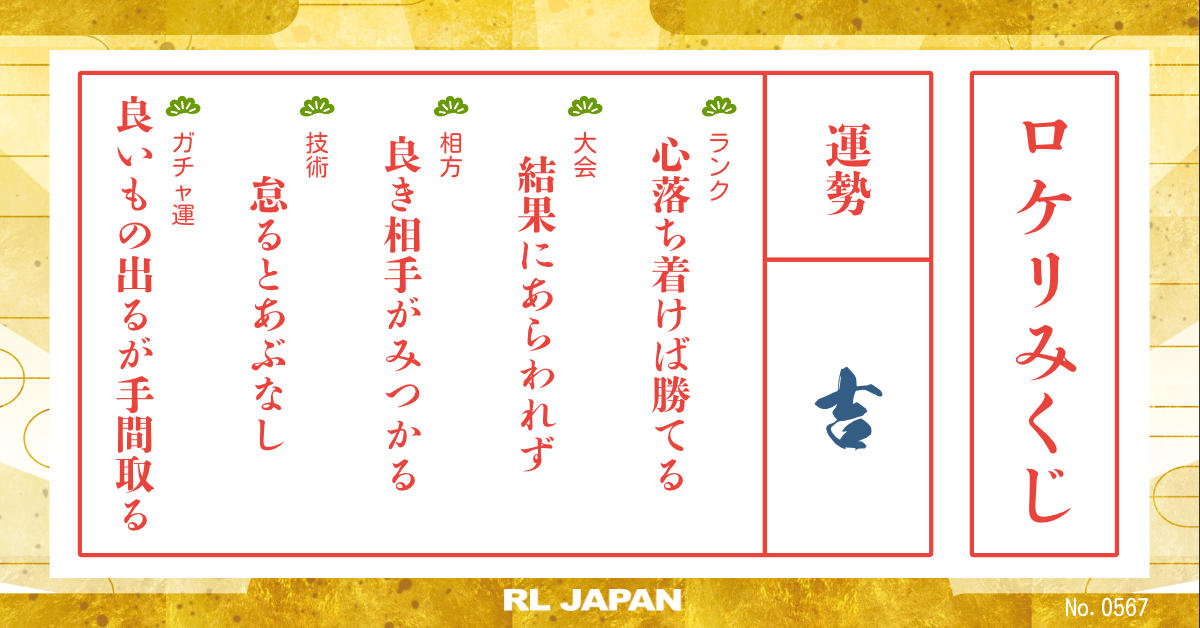 ロケリみくじ
運勢
吉
ランク
心落ち着けば勝てる
大会
結果にあらわれず
相方
良き相手がみつかる
技術
怠るとあぶなし
ガチャ運
良いもの出るが手間取る
RL JAPAN
No. 0567